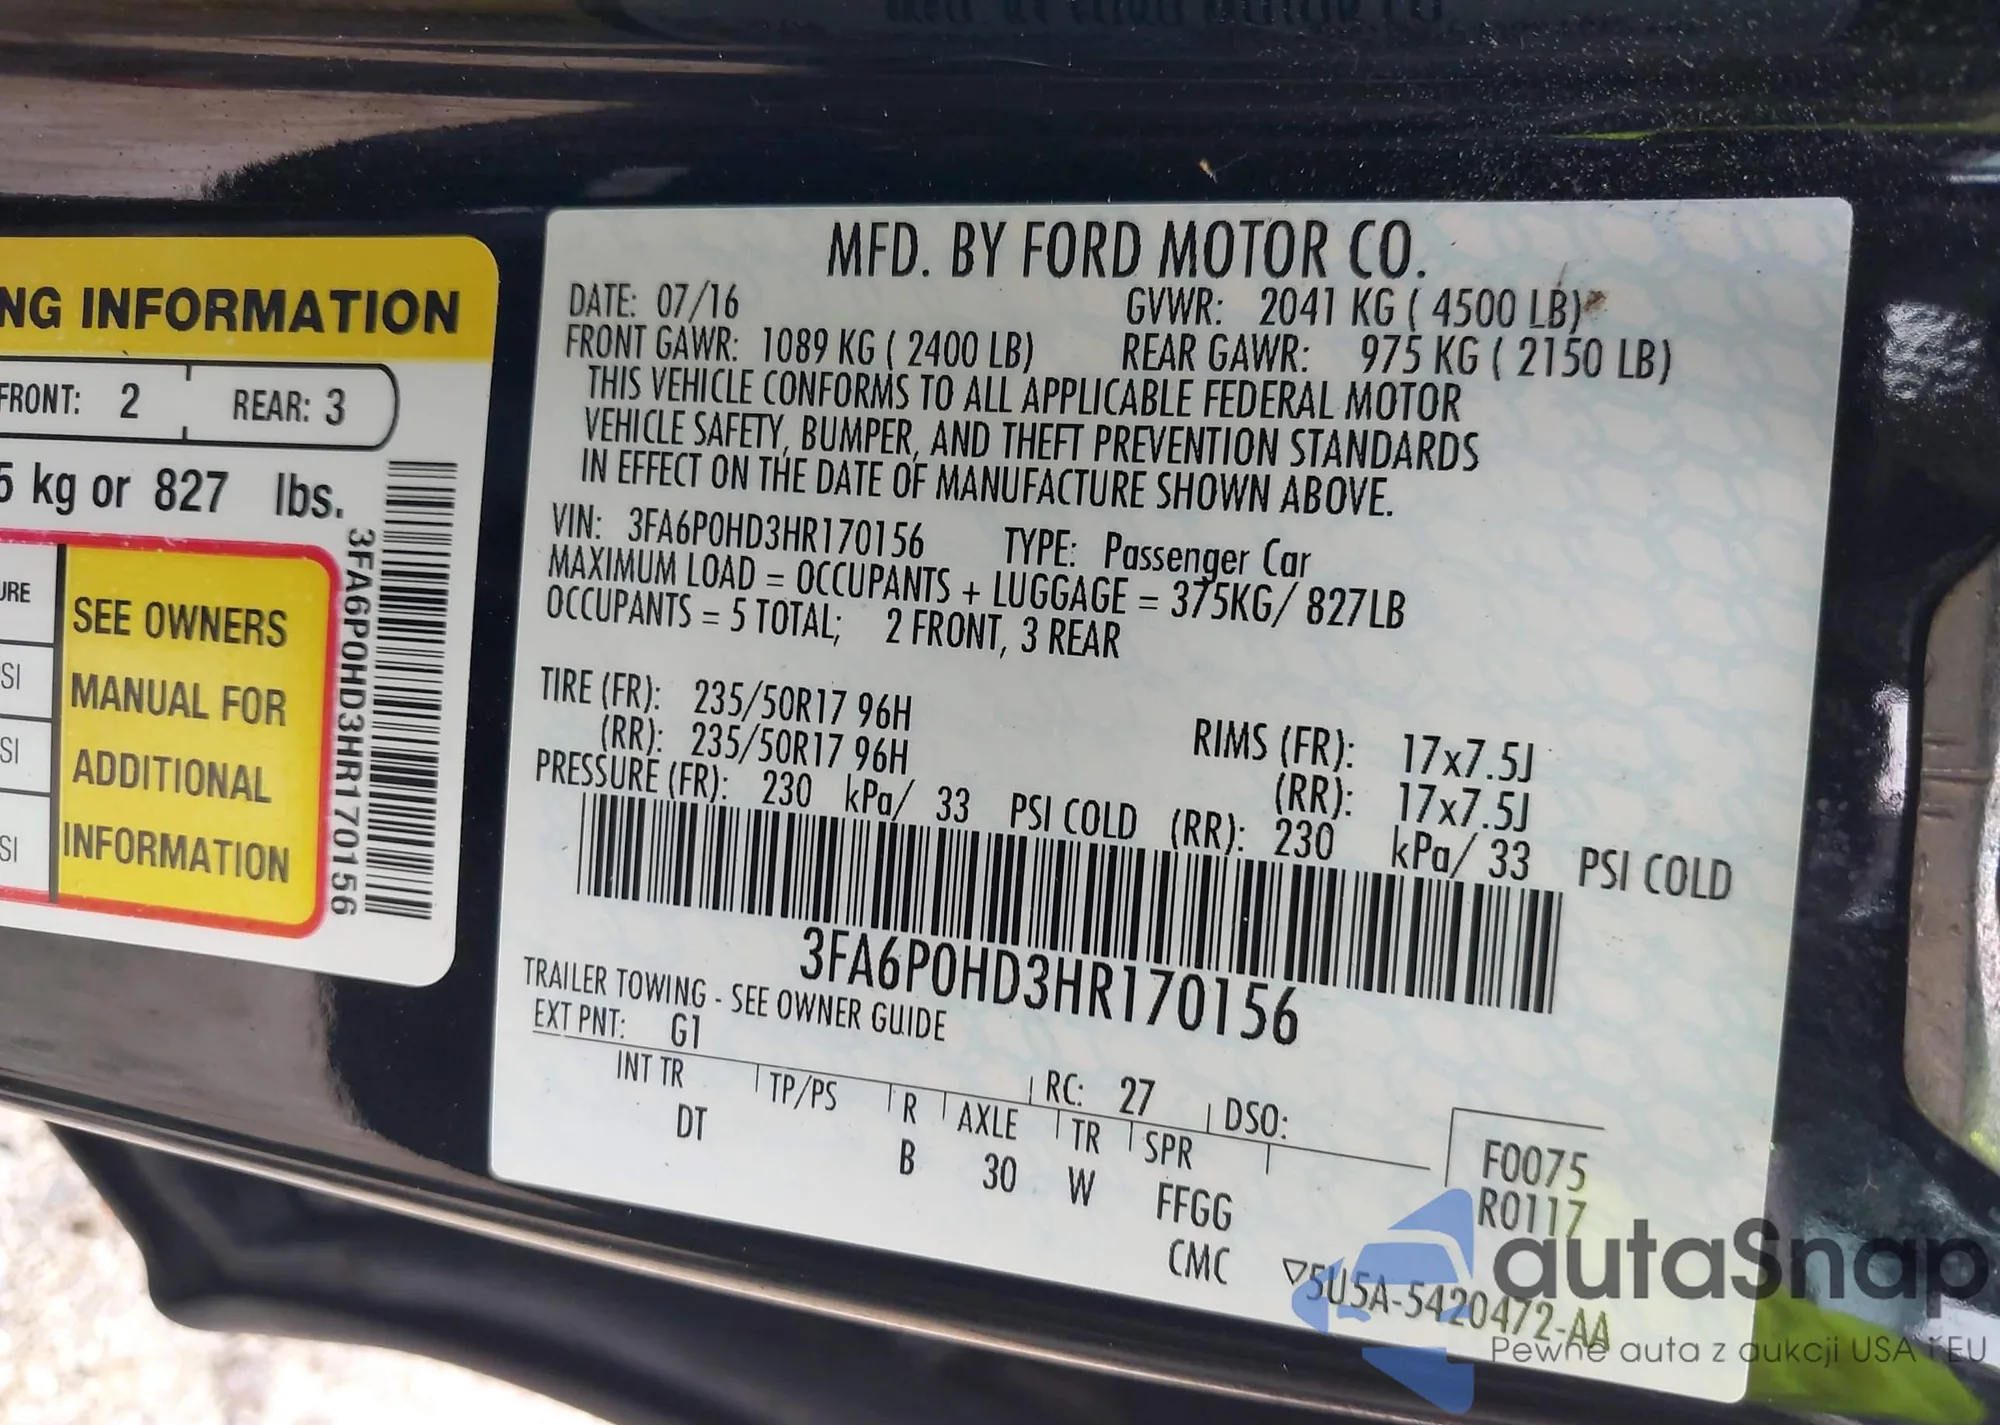 NG INFORMATION
FRONT: 2 REAR: 3
5 kg or 827 lbs.
URE
SI
SI
SI
SEE OWNERS
MANUAL FOR
ADDITIONAL
INFORMATION
3FA6P0HD3HR170156
MFD. BY FORD MOTOR CO.
DATE: 07/16 GVWR: 2041 KG ( 4500 LB)
FRONT GAWR: 1089 KG ( 2400 LB) REAR GAWR: 975 KG ( 2150 LB)
THIS VEHICLE CONFORMS TO ALL APPLICABLE FEDERAL MOTOR
VEHICLE SAFETY, BUMPER, AND THEFT PREVENTION STANDARDS
IN EFFECT ON THE DATE OF MANUFACTURE SHOWN ABOVE.
VIN: 3FA6P0HD3HR170156 TYPE: Passenger Car
MAXIMUM LOAD = OCCUPANTS + LUGGAGE = 375KG/ 827LB
OCCUPANTS = 5 TOTAL; 2 FRONT, 3 REAR
TIRE (FR): 235/50R17 96H RIMS (FR): 17x7.5J
(RR): 235/50R17 96H (RR): 17x7.5J
PRESSURE (FR): 230 kPa/ 33 PSI COLD (RR): 230 kPa/ 33 PSI COLD
3FA6P0HD3HR170156
TRAILER TOWING - SEE OWNER GUIDE
EXT PNT: G1 RC: 27 DSO:
INT TR TP/PS R AXLE TR SPR
DT B 30 W FFGG
CMC
F0075
R0117
▽5U5A-5420472-AA
autaSnap
Pewne auta z aukcji USA i EU